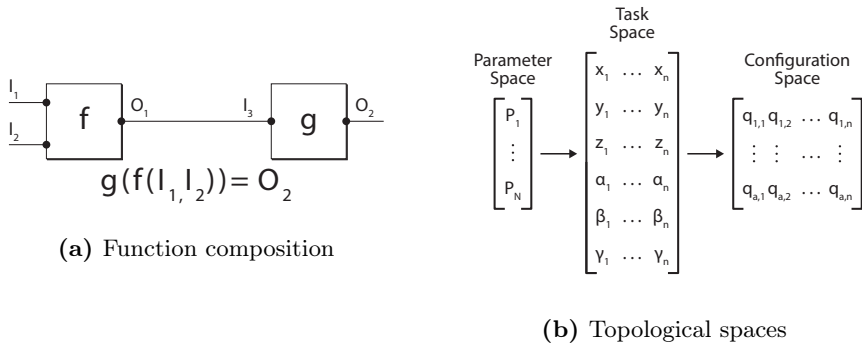 I₁
I₂
f
O₁
I₃
g
O₂
g(f(I₁,I₂))=O₂
(a) Function composition
Parameter
Space
P₁
⋮
P_N
Task
Space
x₁ … xₙ
y₁ … yₙ
z₁ … zₙ
α₁ … αₙ
β₁ … βₙ
γ₁ … γₙ
Configuration
Space
q₁,₁ q₁,₂ … q₁,ₙ
⋮ ⋮ … ⋮
qₐ,₁ qₐ,₂ … qₐ,ₙ
(b) Topological spaces